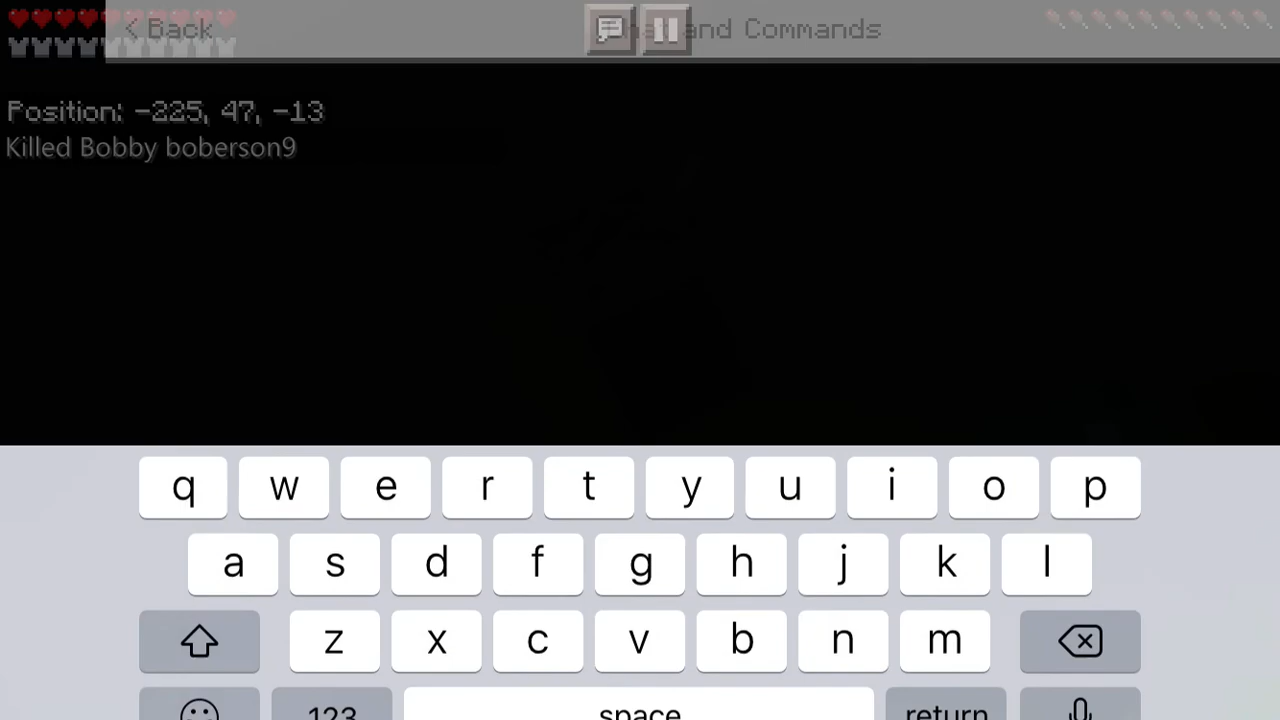 < Back
and Commands
Position: -225, 47, -13
Killed Bobby boberson9
q w e r t y u i o p
a s d f g h j k l
z x c v b n m
123 space return